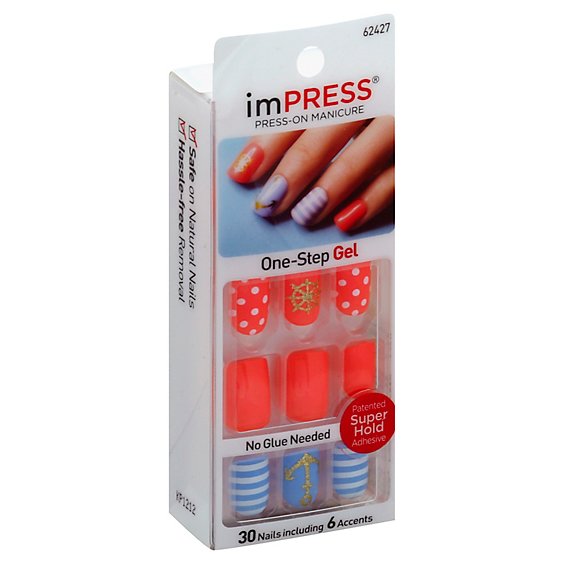 62427
imPRESS®
PRESS-ON MANICURE
One-Step Gel
No Glue Needed
Patented
Super
Hold
Adhesive
30 Nails including 6 Accents
Safe on Natural Nails
Hassle-free Removal
KP1212